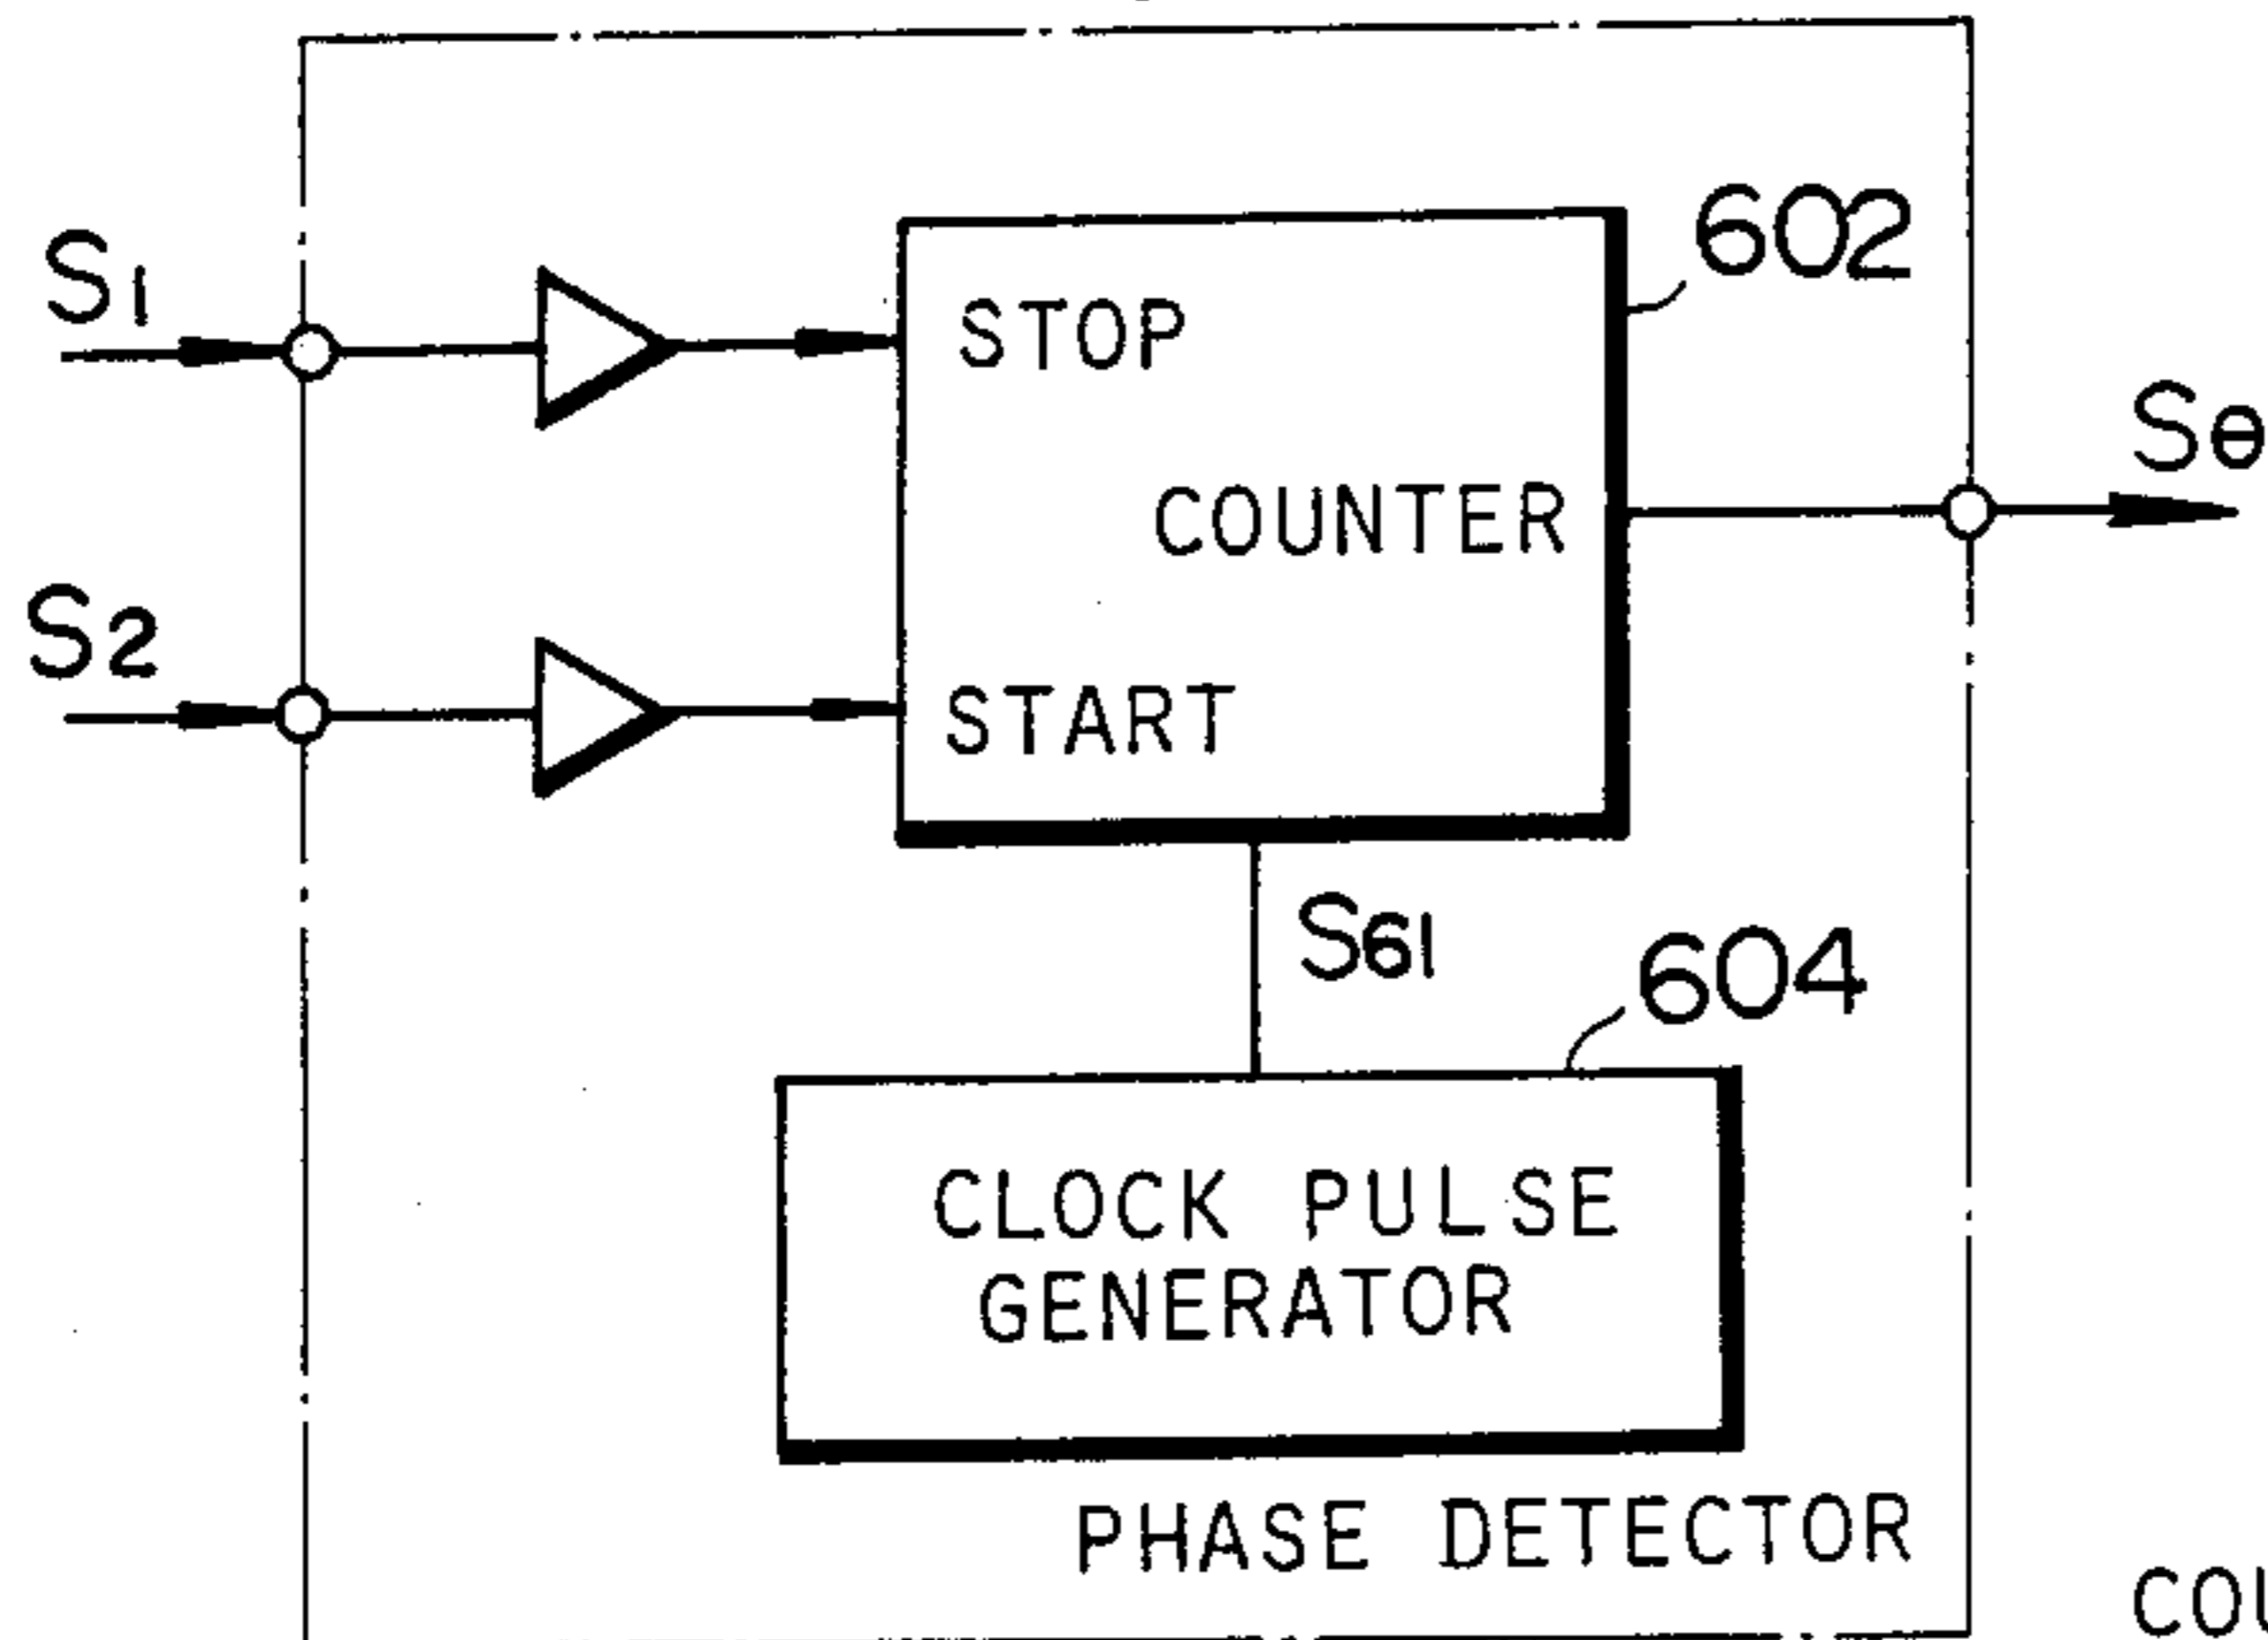 602
S1
STOP
Sθ
COUNTER
S2
START
S61
604
CLOCK PULSE
GENERATOR
PHASE DETECTOR